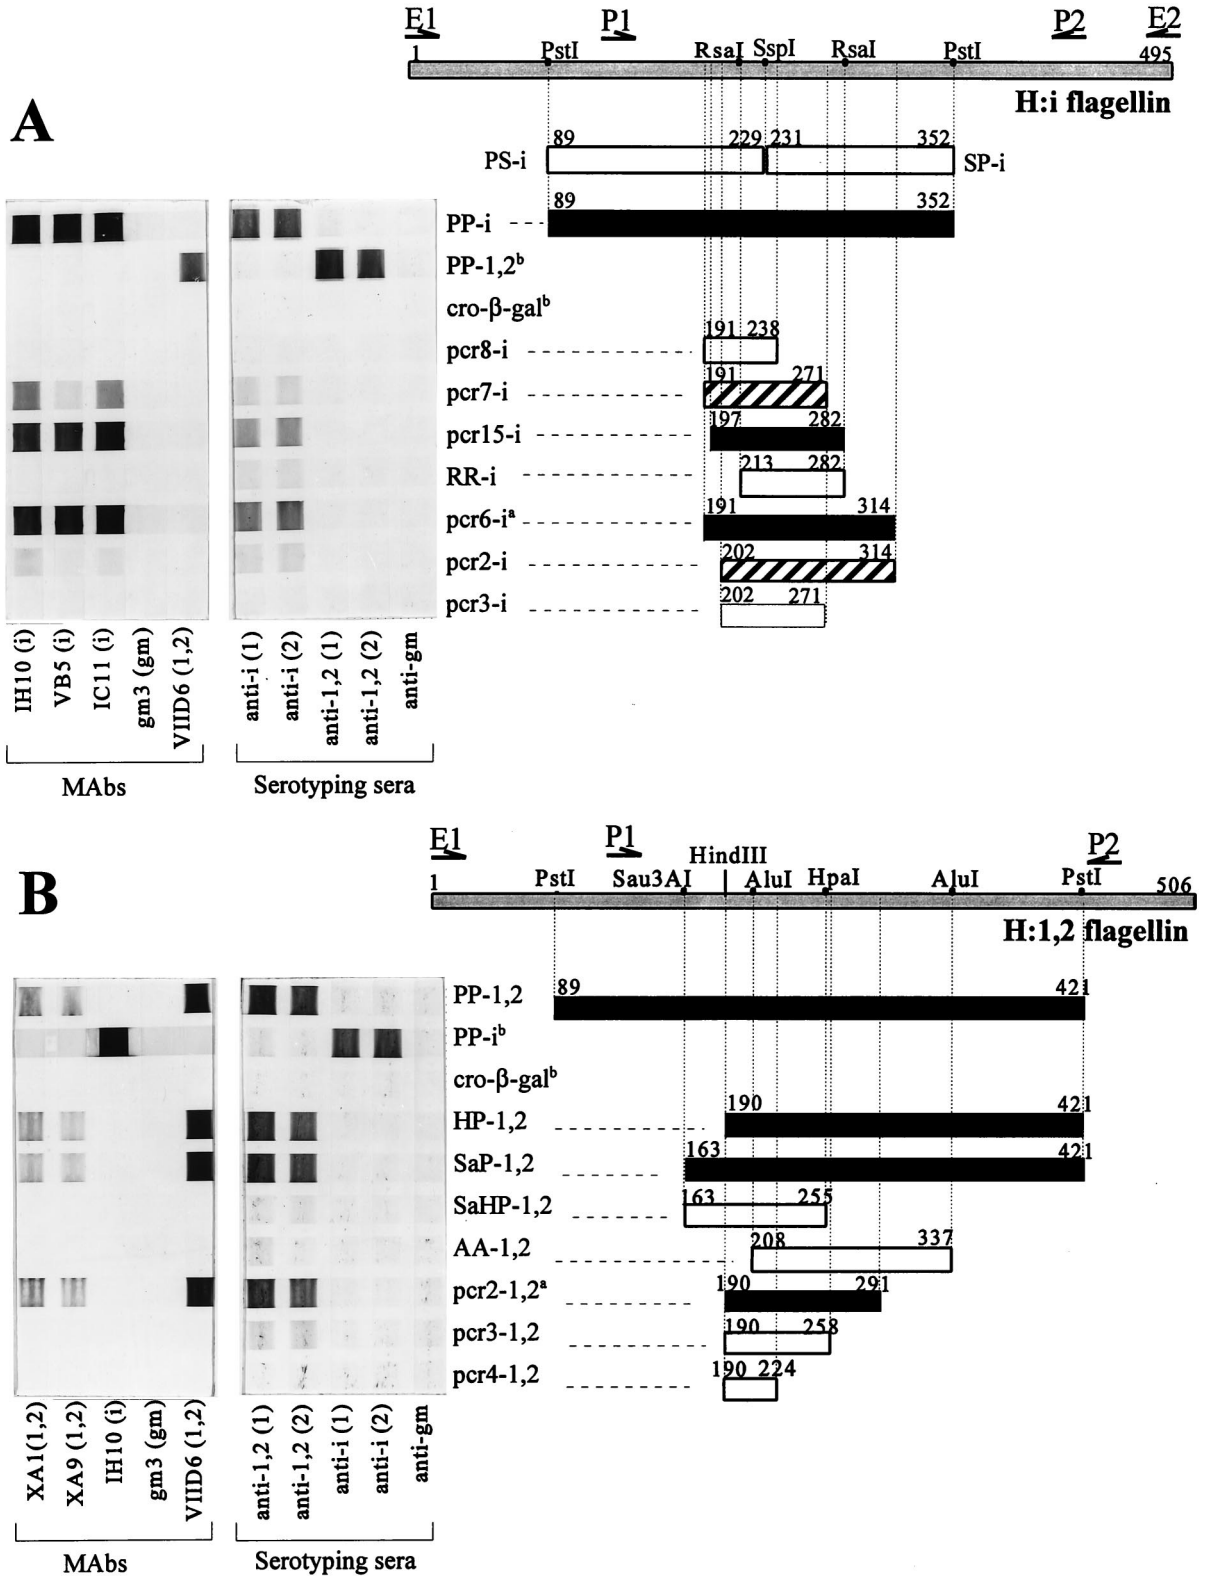 E1 P1 P2 E2
1 PstI RsaI SspI RsaI PstI 495
H:i flagellin
A
89 229 231 352
PS-i SP-i
89 352
PP-i
PP-1,2b
cro-β-galb
191 238
pcr8-i
191 271
pcr7-i
197 282
pcr15-i
213 282
RR-i
191 314
pcr6-ia
202 314
pcr2-i
202 271
pcr3-i
IH10 (i)
VB5 (i)
IC11 (i)
gm3 (gm)
VIID6 (1,2)
anti-i (1)
anti-i (2)
anti-1,2 (1)
anti-1,2 (2)
anti-gm
MAbs Serotyping sera
E1 P1 P2
HindIII
1 PstI Sau3AI AluI HpaI AluI PstI 506
B
H:1,2 flagellin
89 421
PP-1,2
PP-ib
cro-β-galb
190 421
HP-1,2
163 421
SaP-1,2
163 255
SaHP-1,2
208 337
AA-1,2
190 291
pcr2-1,2a
190 258
pcr3-1,2
190 224
pcr4-1,2
XA1(1,2)
XA9 (1,2)
IH10 (i)
gm3 (gm)
VIID6 (1,2)
anti-1,2 (1)
anti-1,2 (2)
anti-i (1)
anti-i (2)
anti-gm
MAbs Serotyping sera